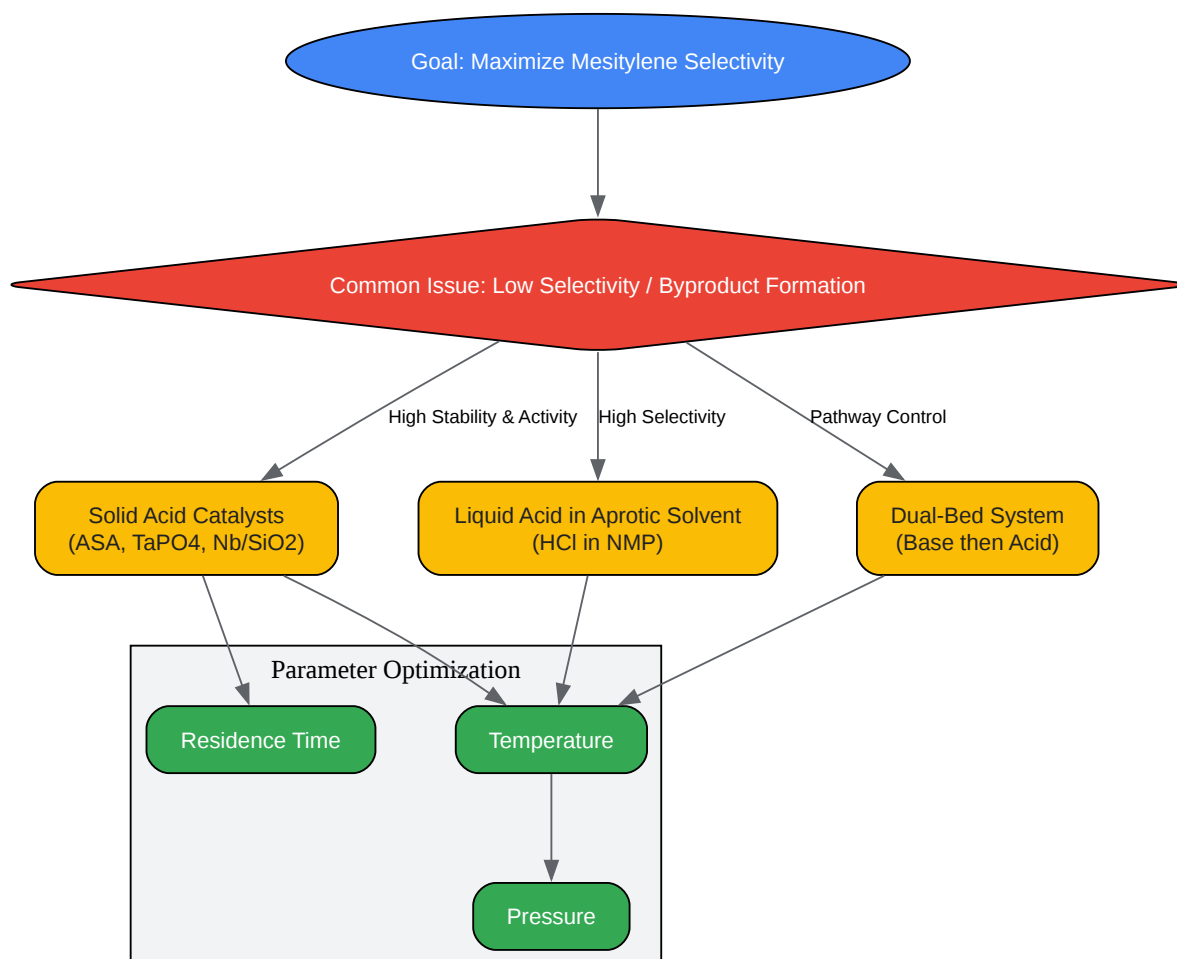 Goal: Maximize Mesitylene Selectivity
Common Issue: Low Selectivity / Byproduct Formation
High Stability & Activity
High Selectivity
Pathway Control
Solid Acid Catalysts
(ASA, TaPO4, Nb/SiO2)
Liquid Acid in Aprotic Solvent
(HCl in NMP)
Dual-Bed System
(Base then Acid)
Parameter Optimization
Residence Time
Temperature
Pressure